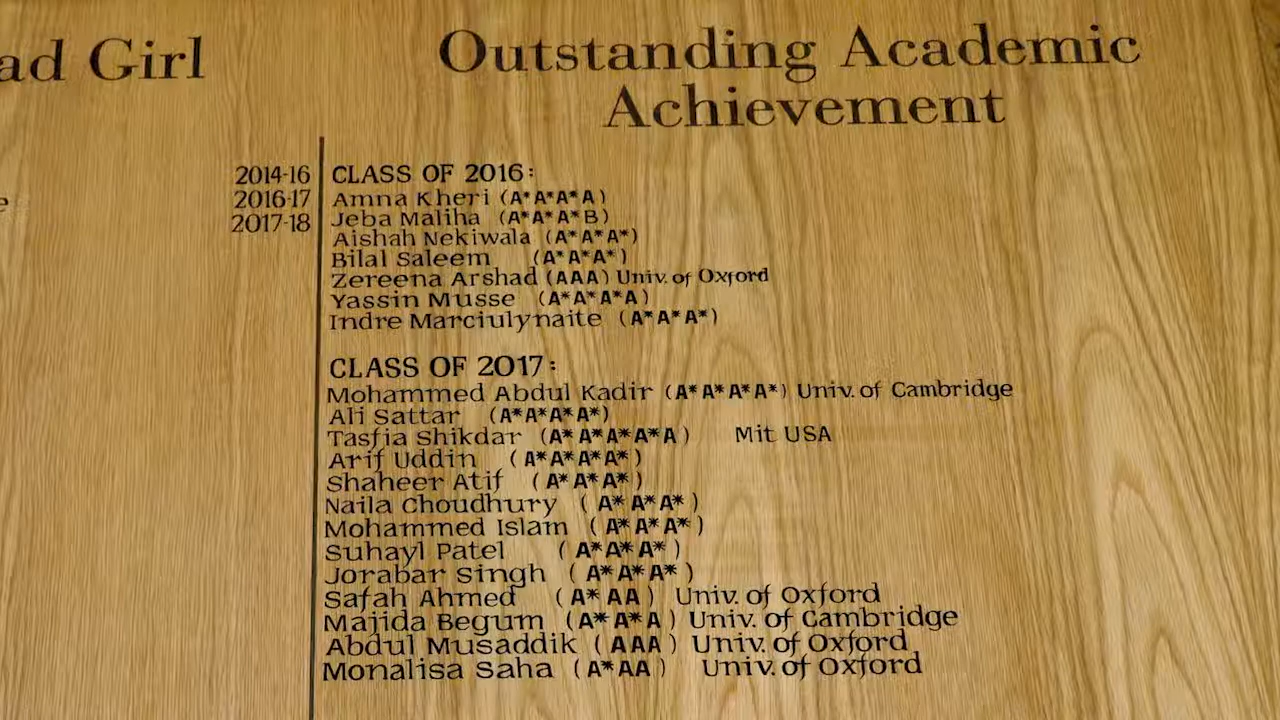 ad Girl
Outstanding Academic
Achievement
2014-16
2016-17
2017-18
e
CLASS OF 2016:
Amna Kheri (A*A*A*A)
Jeba Maliha (A*A*A*B)
Aishah Nekiwala (A*A*A*)
Bilal Saleem (A*A*A*)
Zereena Arshad (AAA) Univ. of Oxford
Yassin Musse (A*A*A*A)
Indre Marciulynaite (A*A*A*)
CLASS OF 2017:
Mohammed Abdul Kadir (A*A*A*A*) Univ. of Cambridge
Ali Sattar (A*A*A*A*)
Tasfia Shikdar (A*A*A*A*A) Mit USA
Arif Uddin (A*A*A*A*)
Shaheer Atif (A*A*A*)
Naila Choudhury (A*A*A*)
Mohammed Islam (A*A*A*)
Suhayl Patel (A*A*A*)
Jorabar Singh (A*A*A*)
Safah Ahmed (A*AA) Univ. of Oxford
Majida Begum (A*A*A) Univ. of Cambridge
Abdul Musaddik (AAA) Univ. of Oxford
Monalisa Saha (A*AA) Univ. of Oxford